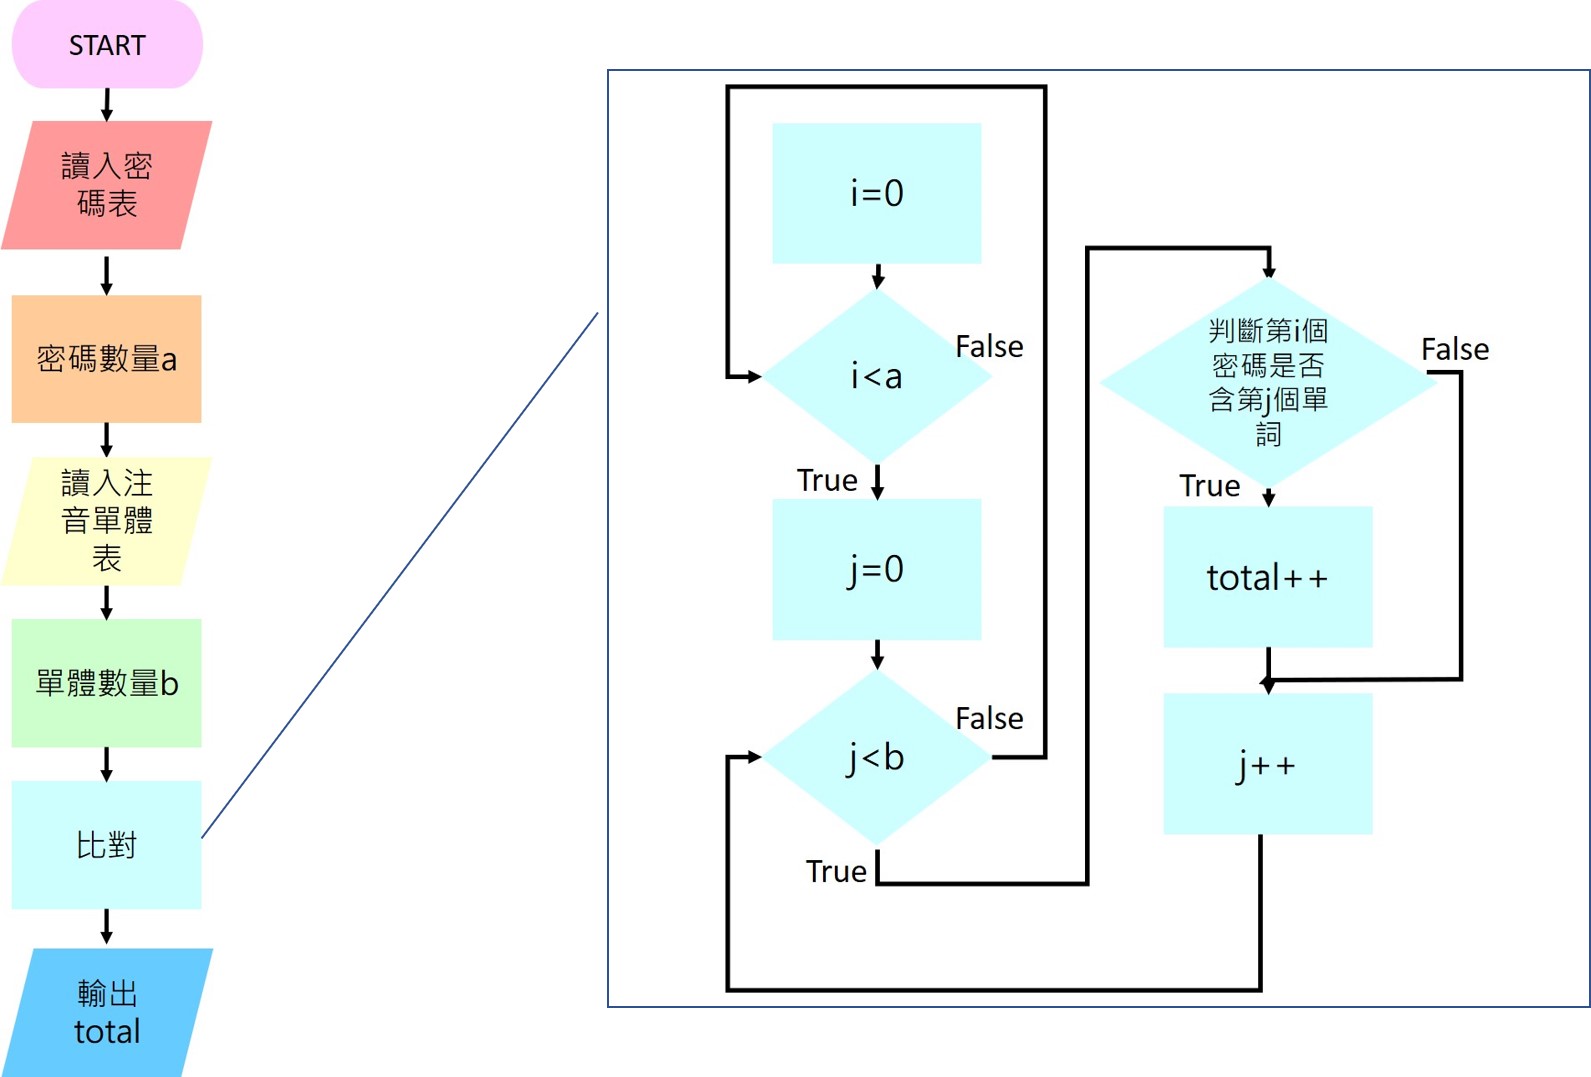 START
讀入密
碼表
密碼數量a
讀入注
音單體
表
單體數量b
比對
輸出
total
i=0
i<a
False
True
j=0
j<b
False
True
判斷第i個
密碼是否
含第j個單
詞
False
True
total++
j++